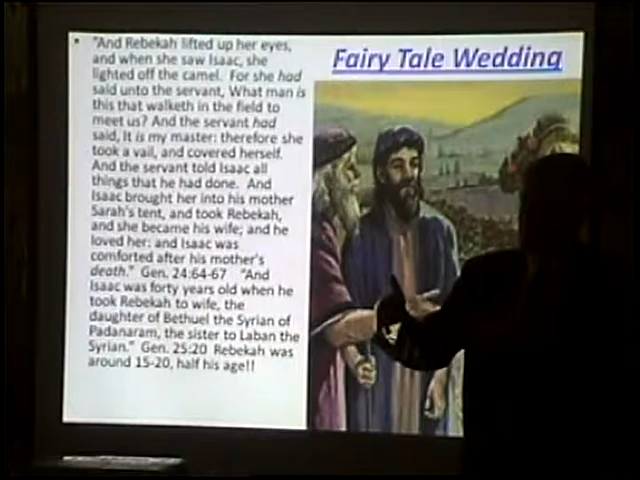 Fairy Tale Wedding
• "And Rebekah lifted up her eyes,
and when she saw Isaac, she
lighted off the camel. For she had
said unto the servant, What man is
this that walketh in the field to
meet us? And the servant had
said, It is my master: therefore she
took a vail, and covered herself.
And the servant told Isaac all
things that he had done. And
Isaac brought her into his mother
Sarah's tent, and took Rebekah,
and she became his wife; and he
loved her: and Isaac was
comforted after his mother's
death." Gen. 24:64-67 "And
Isaac was forty years old when he
took Rebekah to wife, the
daughter of Bethuel the Syrian of
Padanaram, the sister to Laban the
Syrian." Gen. 25:20 Rebekah was
around 15-20, half his age!!